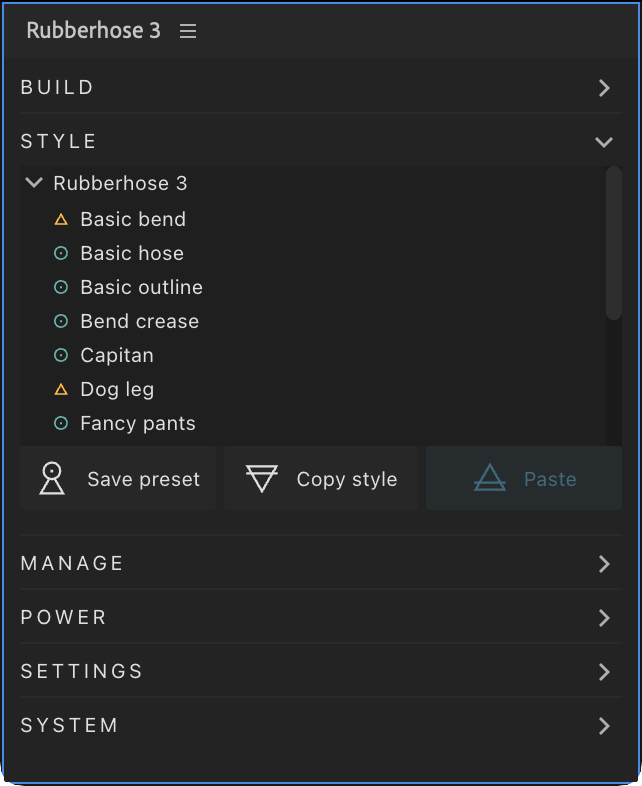 Rubberhose 3
BUILD
STYLE
Rubberhose 3
Basic bend
Basic hose
Basic outline
Bend crease
Capitan
Dog leg
Fancy pants
Save preset Copy style Paste
MANAGE
POWER
SETTINGS
SYSTEM